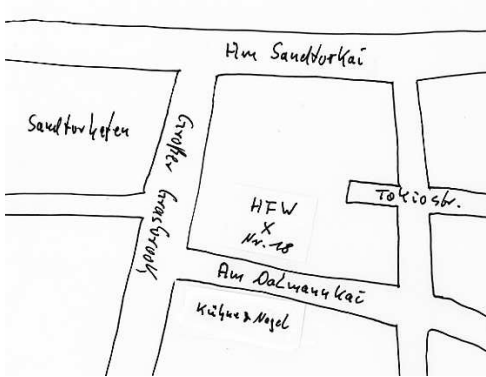 Am Sandtorkai
Sandtorhafen
Großer Grasbrook
HFW
X
Nr. 18
Tokiostr.
Am Dalmannkai
Kühne & Nagel